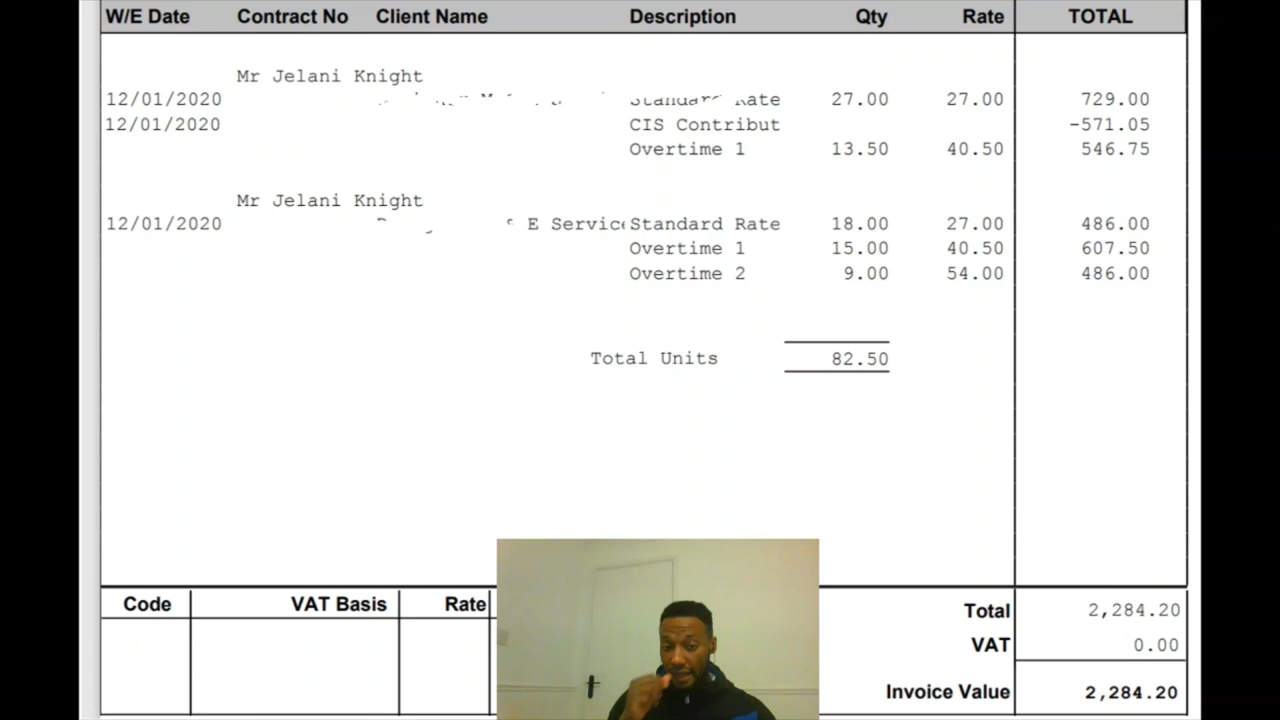 W/E Date Contract No Client Name Description Qty Rate TOTAL
Mr Jelani Knight
12/01/2020 Standard Rate 27.00 27.00 729.00
12/01/2020 CIS Contribut -571.05
Overtime 1 13.50 40.50 546.75
Mr Jelani Knight
12/01/2020 E Service Standard Rate 18.00 27.00 486.00
Overtime 1 15.00 40.50 607.50
Overtime 2 9.00 54.00 486.00
Total Units 82.50
Code VAT Basis Rate
Total 2,284.20
VAT 0.00
Invoice Value 2,284.20